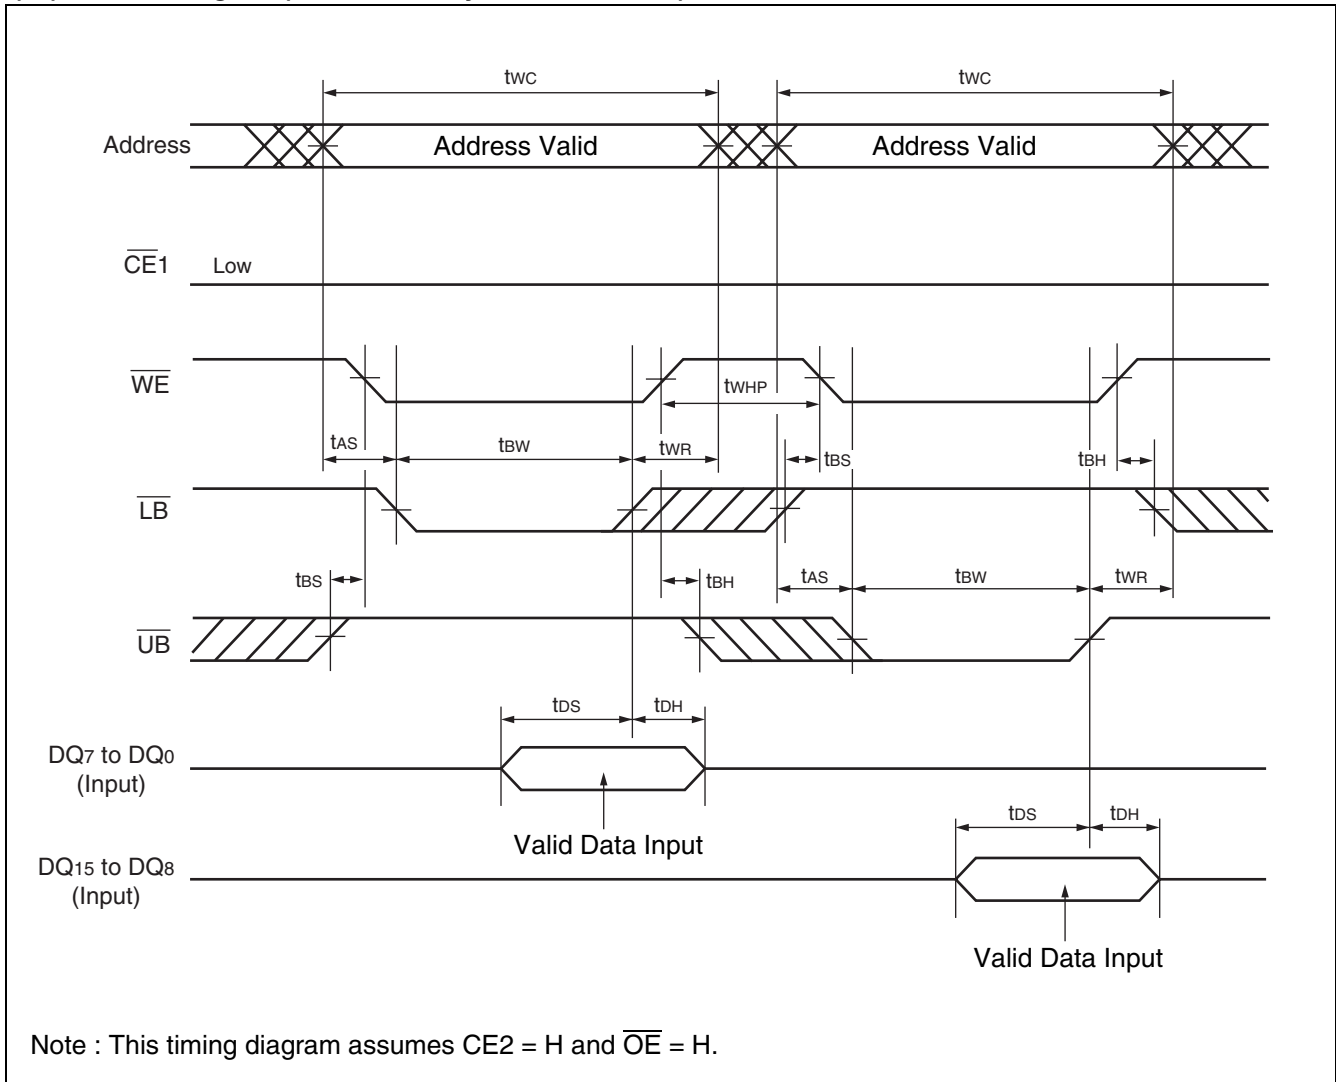 tWC tWC
Address Address Valid Address Valid
CE1 Low
WE
tWHP
tAS tBW tWR tBS tBH
LB
tBS tBH tAS tBW tWR
UB
tDS tDH
DQ7 to DQ0
(Input)
Valid Data Input
tDS tDH
DQ15 to DQ8
(Input)
Valid Data Input
Note : This timing diagram assumes CE2 = H and OE = H.